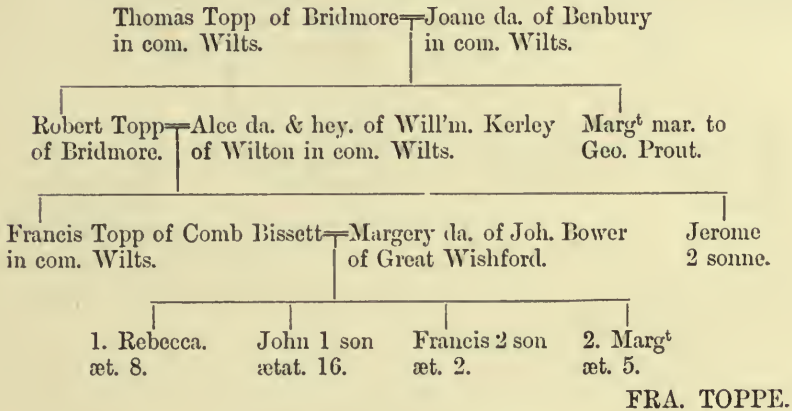 Thomas Topp of Bridmore Joane da. of Benbury
in com. Wilts. in com. Wilts.
Robert Topp Alce da. & hey. of Will'm. Kerley Marg^t mar. to
of Bridmore. of Wilton in com. Wilts. Geo. Prout.
Francis Topp of Comb Bissett Margery da. of Joh. Bower Jerome
in com. Wilts. of Great Wishford. 2 sonne.
1. Rebecca. John 1 son Francis 2 son 2. Marg^t
æt. 8. ætat. 16. æt. 2. æt. 5.
FRA. TOPPE.